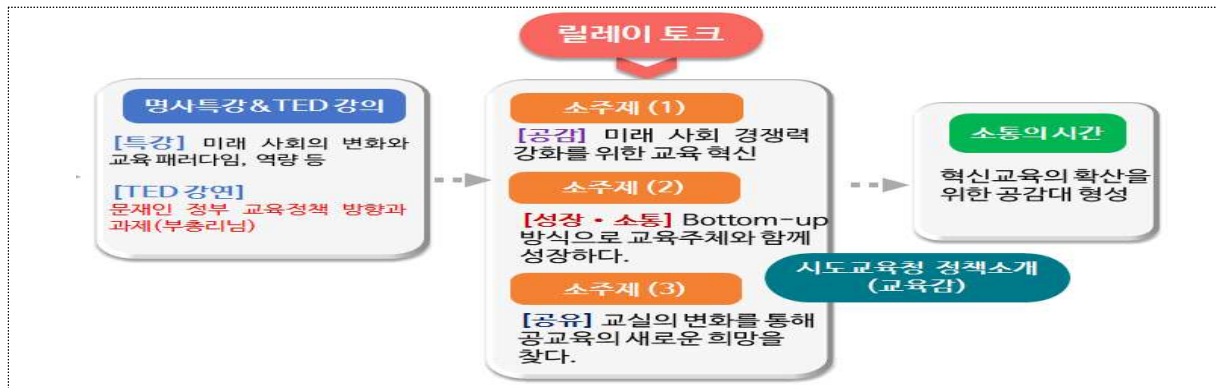 릴레이 토크
명사특강 & TED 강의
[특강] 미래 사회의 변화와
교육 패러다임, 역량 등
[TED 강연]
문재인 정부 교육정책 방향과
과제(부총리님)
소주제 (1)
[공감] 미래 사회 경쟁력
강화를 위한 교육 혁신
소주제 (2)
[성장・소통] Bottom-up
방식으로 교육주체와 함께
성장하다.
소주제 (3)
[공유] 교실의 변화를 통해
공교육의 새로운 희망을
찾다.
시도교육청 정책소개
(교육감)
소통의 시간
혁신교육의 확산을
위한 공감대 형성